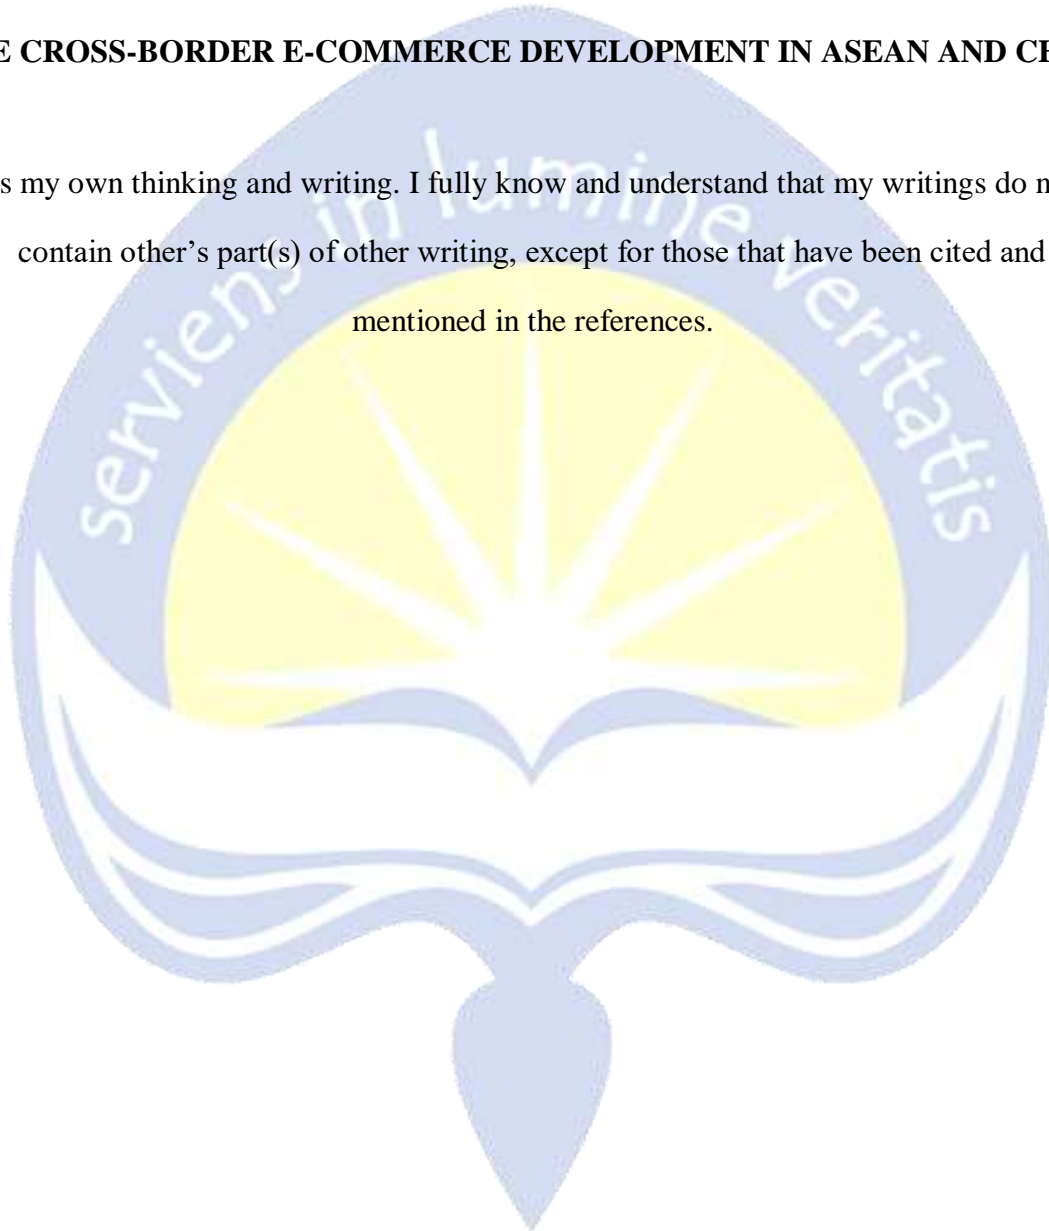 E CROSS-BORDER E-COMMERCE DEVELOPMENT IN ASEAN AND
s my own thinking and writing. I fully know and understand that my writings do
contain other’s part(s) of other writing, except for those that have been cited and
mentioned in the references.
serviens in lumine veritatis